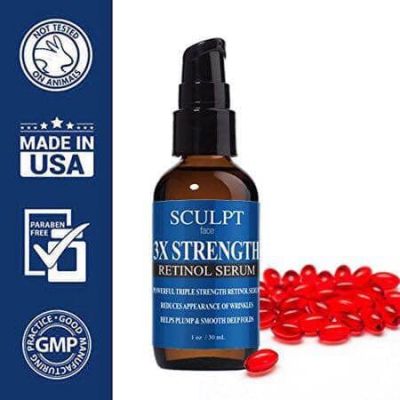 NOT TESTED
ON ANIMALS
MADE IN
USA
PARABEN
FREE
PRACTICE · GOOD
MANUFACTURING
GMP
SCULPT
face
3X STRENGTH
RETINOL SERUM
POWERFUL TRIPLE STRENGTH RETINOL SERUM
REDUCES APPEARANCE OF WRINKLES
HELPS PLUMP & SMOOTH DEEP FOLDS
1 oz / 30 mL